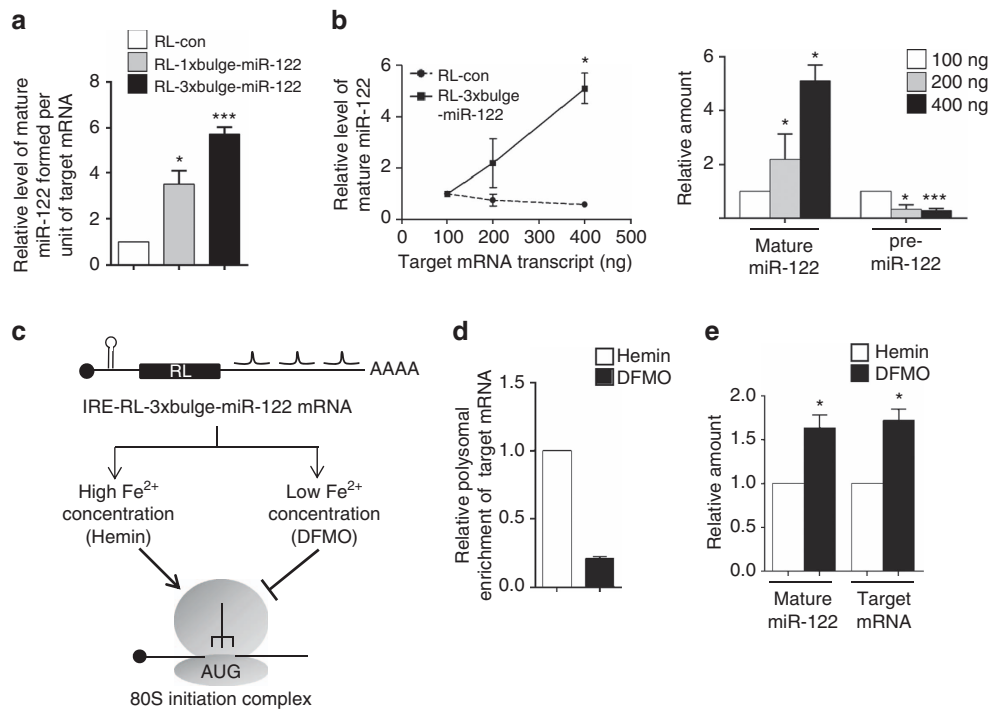 a
RL-con
RL-1xbulge-miR-122
RL-3xbulge-miR-122
Relative level of mature
miR-122 formed per
unit of target mRNA
8
6
4
2
0
*
***
b
Relative level of
mature miR-122
6
4
2
0
RL-con
RL-3xbulge
-miR-122
*
0 100 200 300 400 500
Target mRNA transcript (ng)
Relative amount
6
4
2
100 ng
200 ng
400 ng
*
*
*
***
Mature
miR-122
pre-
miR-122
c
RL
AAAA
IRE-RL-3xbulge-miR-122 mRNA
High Fe2+
concentration
(Hemin)
Low Fe2+
concentration
(DFMO)
AUG
80S initiation complex
d
Hemin
DFMO
Relative polysomal
enrichment of target mRNA
1.5
1.0
0.5
0.0
e
Hemin
DFMO
Relative amount
2.0
1.5
1.0
0.5
0.0
*
*
Mature
miR-122
Target
mRNA